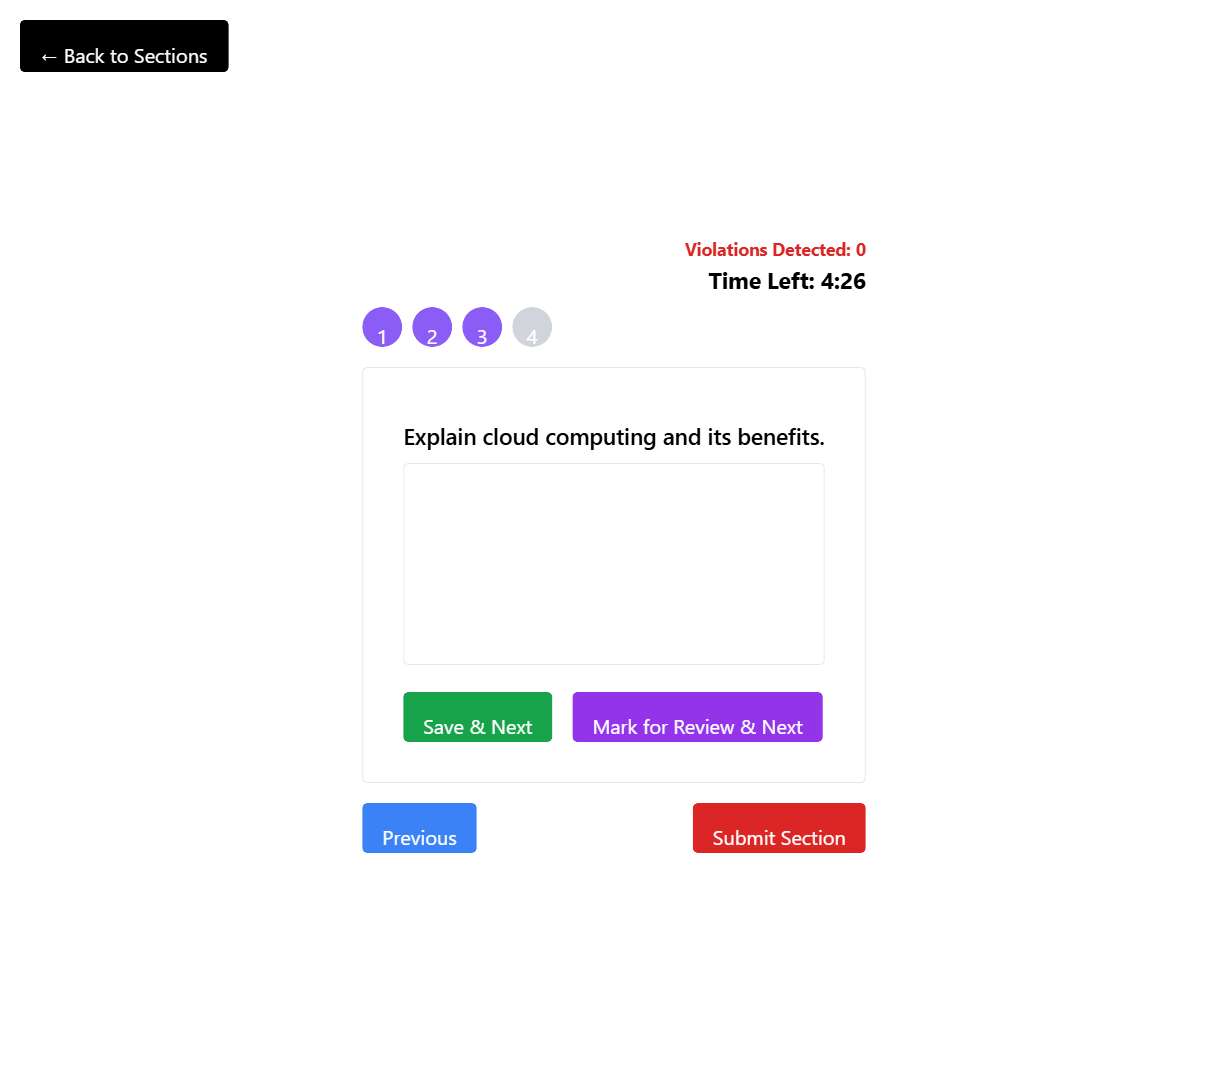 ← Back to Sections
Violations Detected: 0
Time Left: 4:26
1 2 3 4
Explain cloud computing and its benefits.
Save & Next Mark for Review & Next
Previous Submit Section